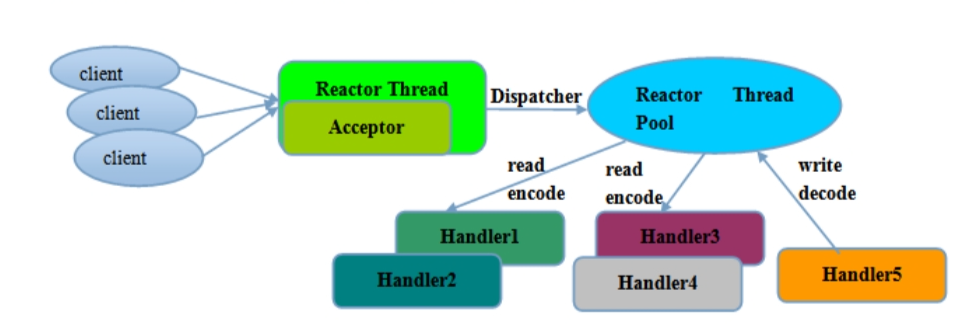 client
client
client
Reactor Thread
Acceptor
Dispatcher
Reactor Thread
Pool
read
encode
read
encode
write
decode
Handler1
Handler2
Handler3
Handler4
Handler5